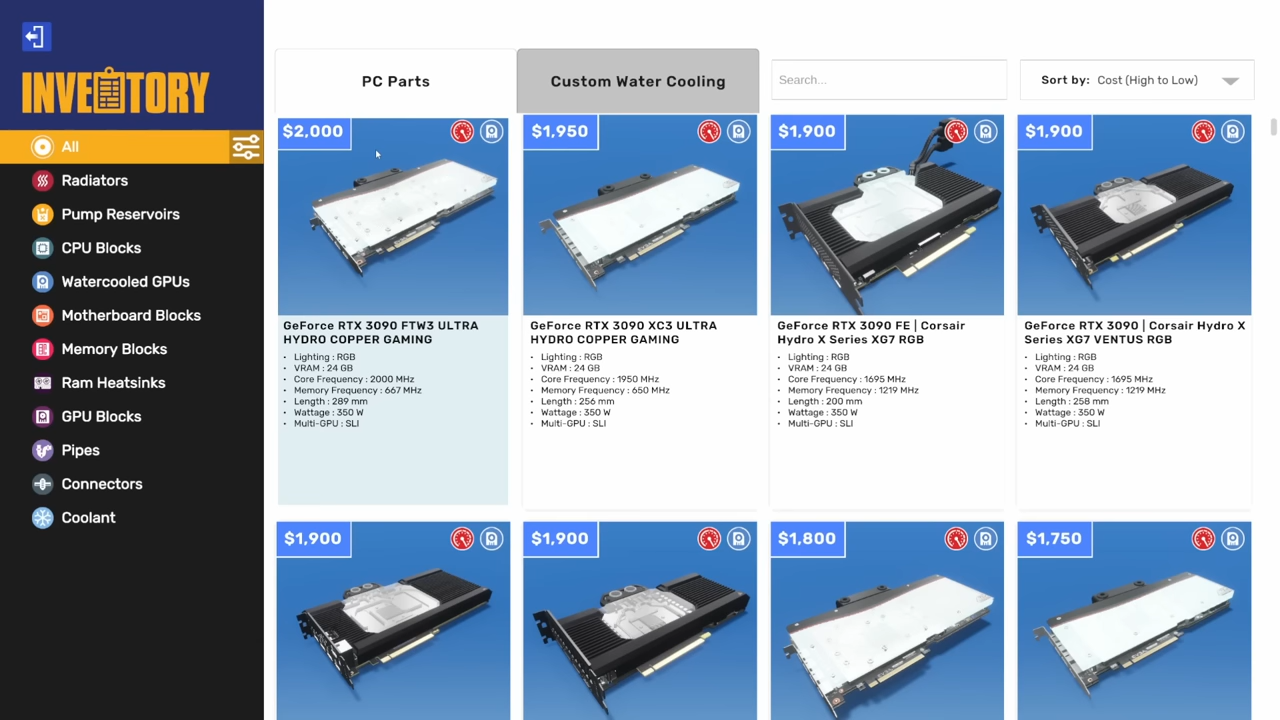 INVENTORY
All
Radiators
Pump Reservoirs
CPU Blocks
Watercooled GPUs
Motherboard Blocks
Memory Blocks
Ram Heatsinks
GPU Blocks
Pipes
Connectors
Coolant
PC Parts
Custom Water Cooling
Search...
Sort by: Cost (High to Low)
$2,000
GeForce RTX 3090 FTW3 ULTRA
HYDRO COPPER GAMING
• Lighting : RGB
• VRAM : 24 GB
• Core Frequency : 2000 MHz
• Memory Frequency : 667 MHz
• Length : 289 mm
• Wattage : 350 W
• Multi-GPU : SLI
$1,950
GeForce RTX 3090 XC3 ULTRA
HYDRO COPPER GAMING
• Lighting : RGB
• VRAM : 24 GB
• Core Frequency : 1950 MHz
• Memory Frequency : 650 MHz
• Length : 256 mm
• Wattage : 350 W
• Multi-GPU : SLI
$1,900
GeForce RTX 3090 FE | Corsair
Hydro X Series XG7 RGB
• Lighting : RGB
• VRAM : 24 GB
• Core Frequency : 1695 MHz
• Memory Frequency : 1219 MHz
• Length : 200 mm
• Wattage : 350 W
• Multi-GPU : SLI
$1,900
GeForce RTX 3090 | Corsair Hydro X
Series XG7 VENTUS RGB
• Lighting : RGB
• VRAM : 24 GB
• Core Frequency : 1695 MHz
• Memory Frequency : 1219 MHz
• Length : 258 mm
• Wattage : 350 W
• Multi-GPU : SLI
$1,900
$1,900
$1,800
$1,750